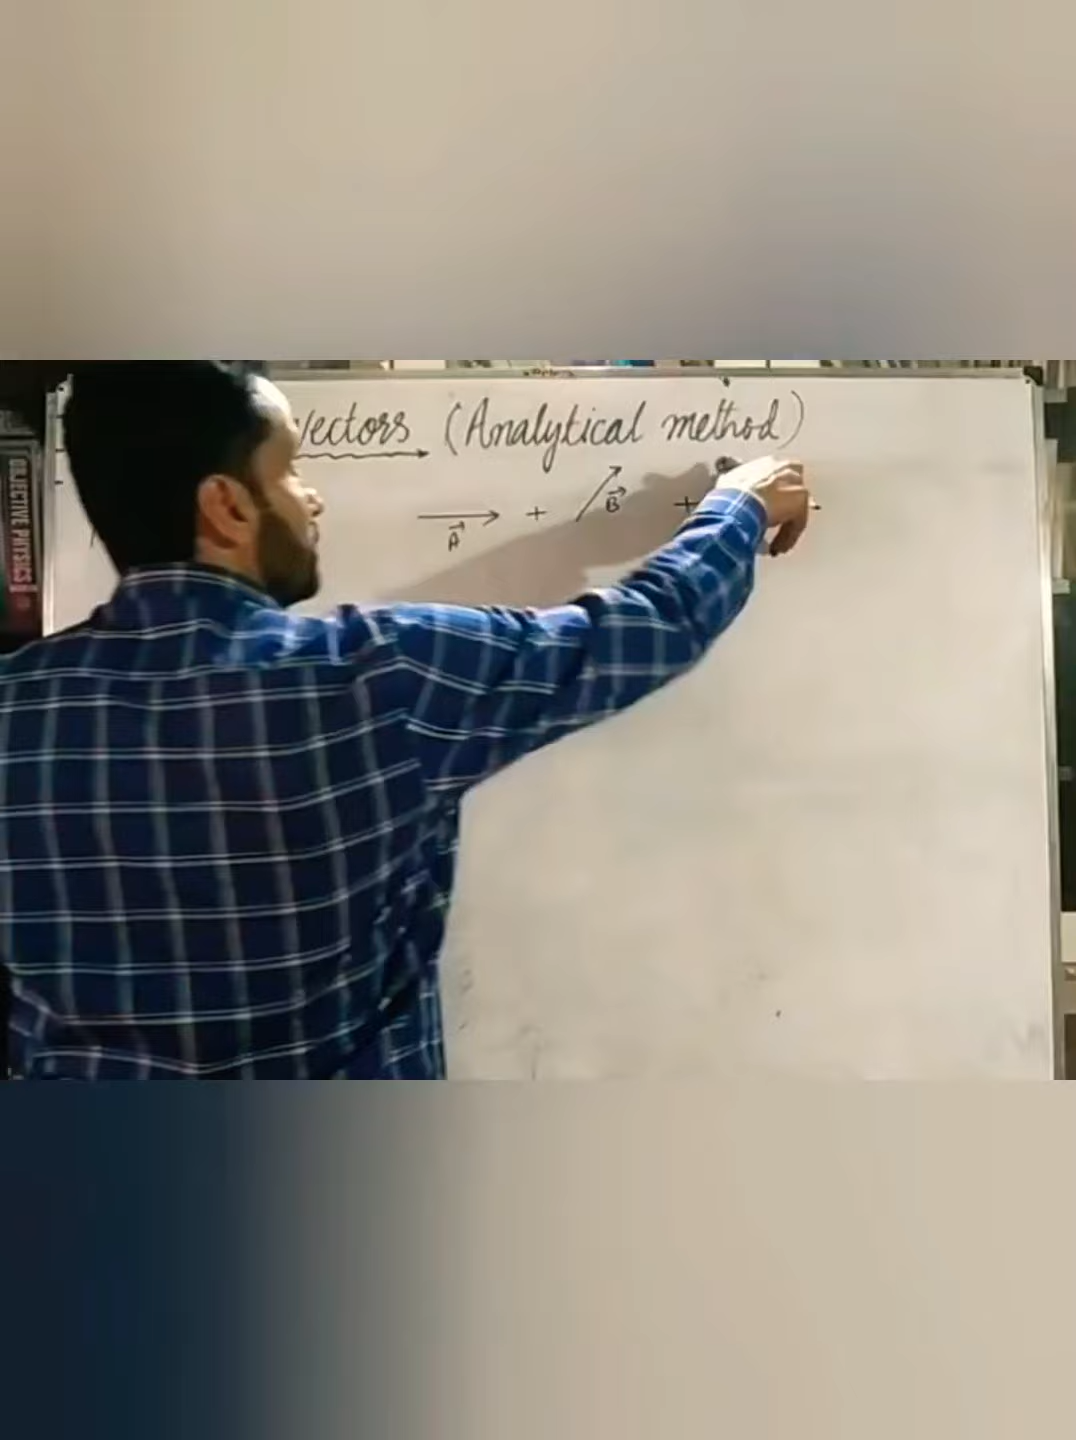 Vectors (Analytical method)
A⃗ + B⃗ +
OBJECTIVE PHYSICS